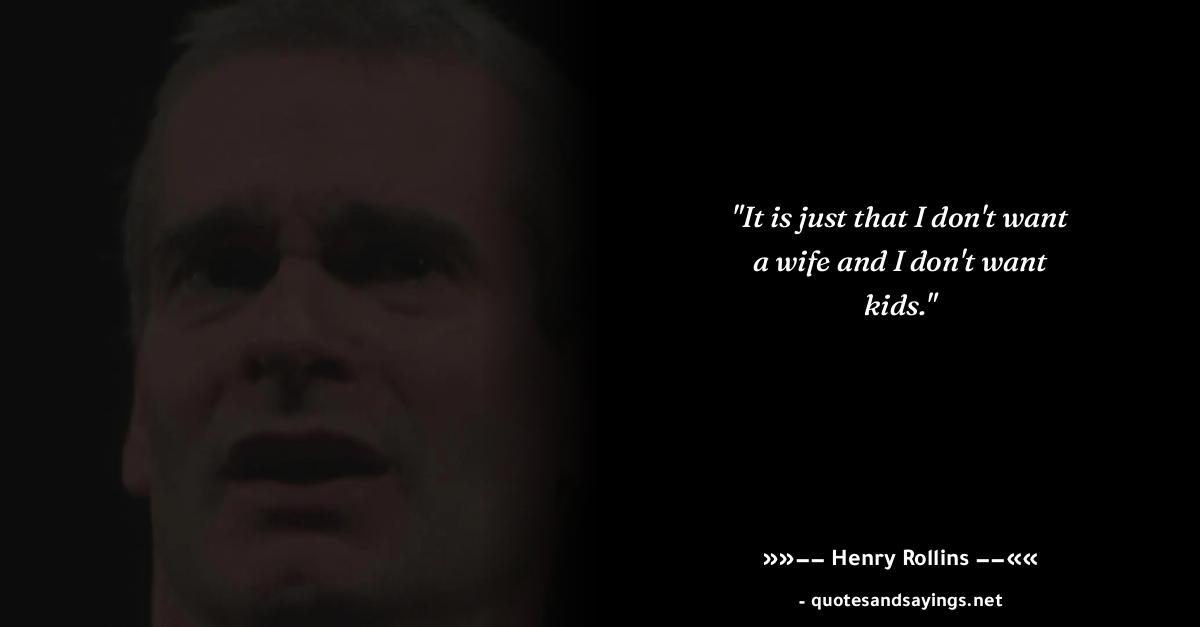 "It is just that I don't want
a wife and I don't want
kids."
»»–– Henry Rollins ––««
- quotesandsayings.net